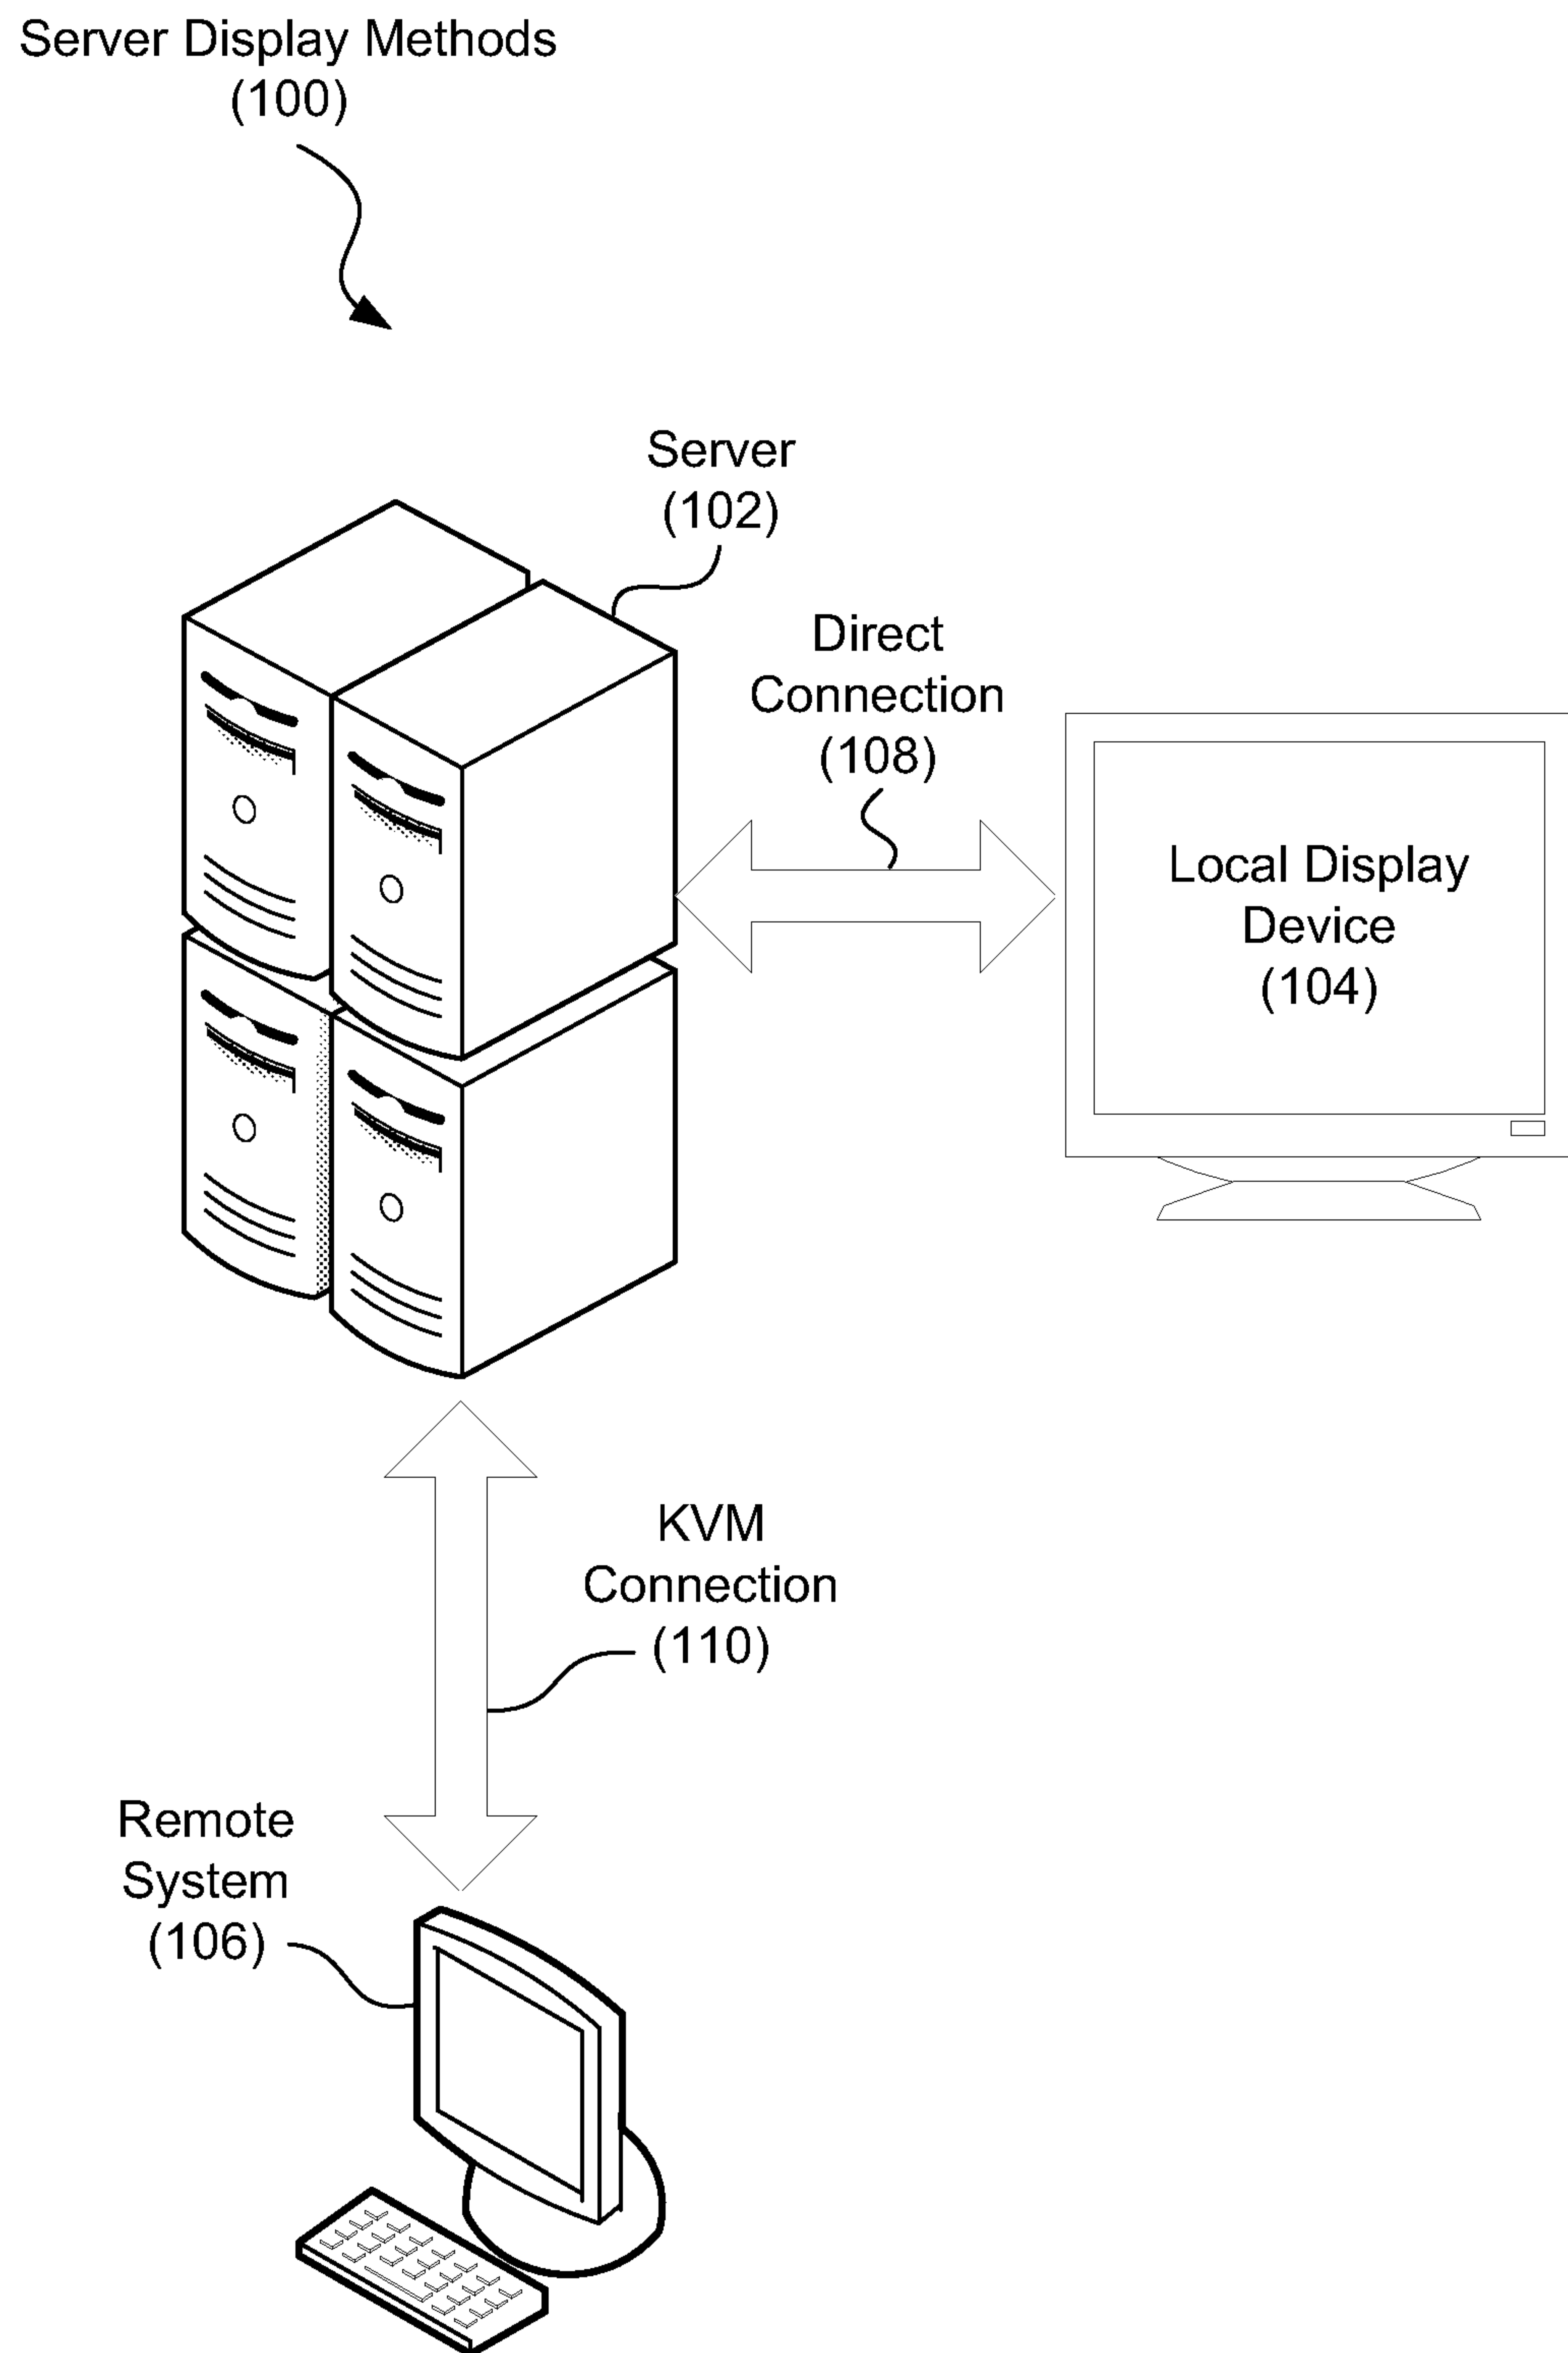 Server Display Methods
(100)
Server
(102)
Direct
Connection
(108)
Local Display
Device
(104)
KVM
Connection
(110)
Remote
System
(106)